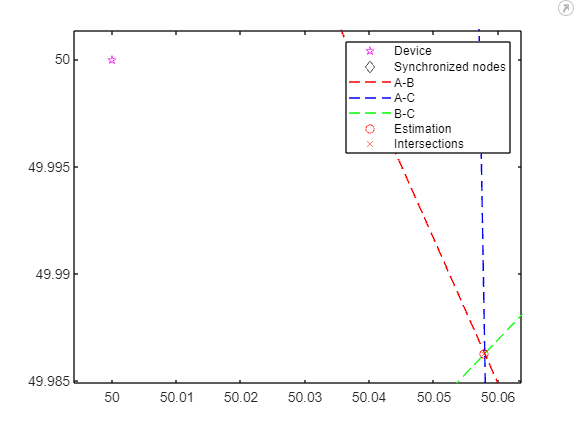 50
49.995
49.99
49.985
50
50.01
50.02
50.03
50.04
50.05
50.06
Device
Synchronized nodes
A-B
A-C
B-C
Estimation
Intersections